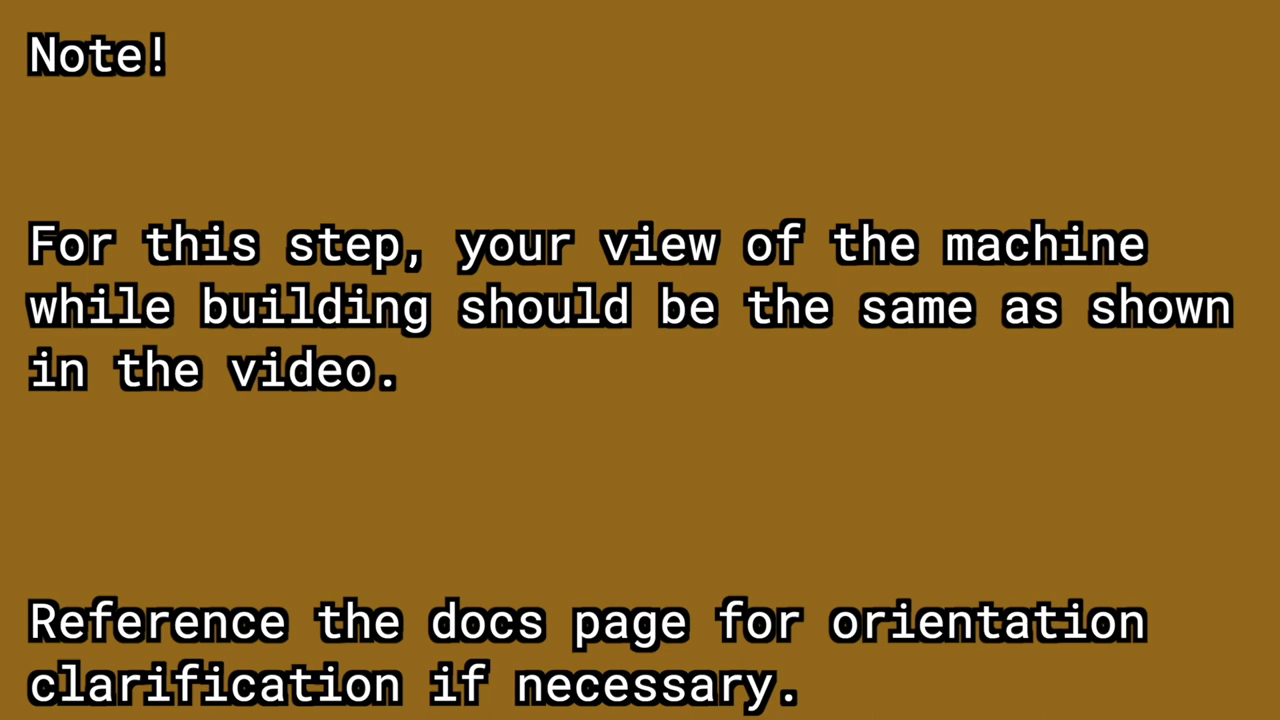 Note!
For this step, your view of the machine
while building should be the same as shown
in the video.
Reference the docs page for orientation
clarification if necessary.